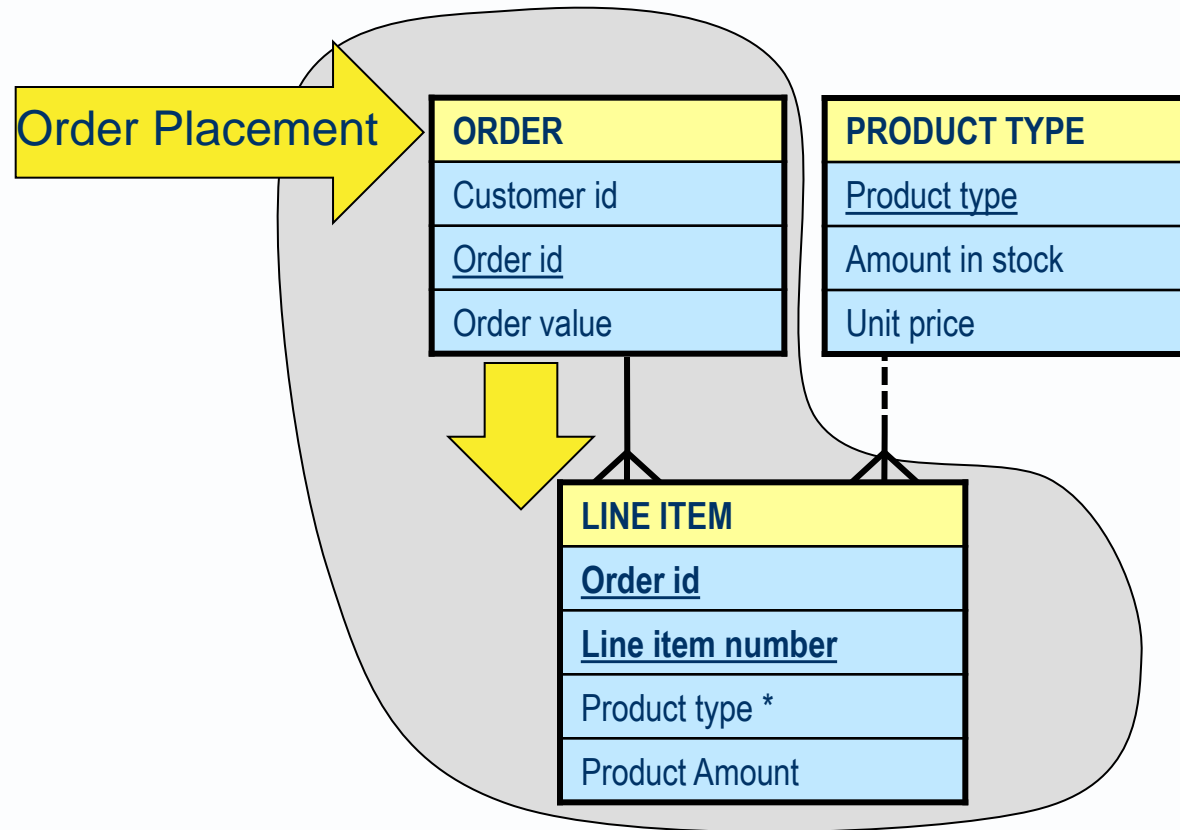 Order Placement
ORDER
Customer id
Order id
Order value
PRODUCT TYPE
Product type
Amount in stock
Unit price
LINE ITEM
Order id
Line item number
Product type *
Product Amount